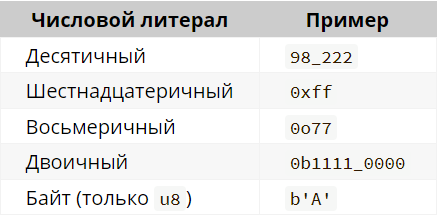 Числовой литерал Пример
Десятичный 98_222
Шестнадцатеричный 0xff
Восьмеричный 0o77
Двоичный 0b1111_0000
Байт (только u8 ) b'A'